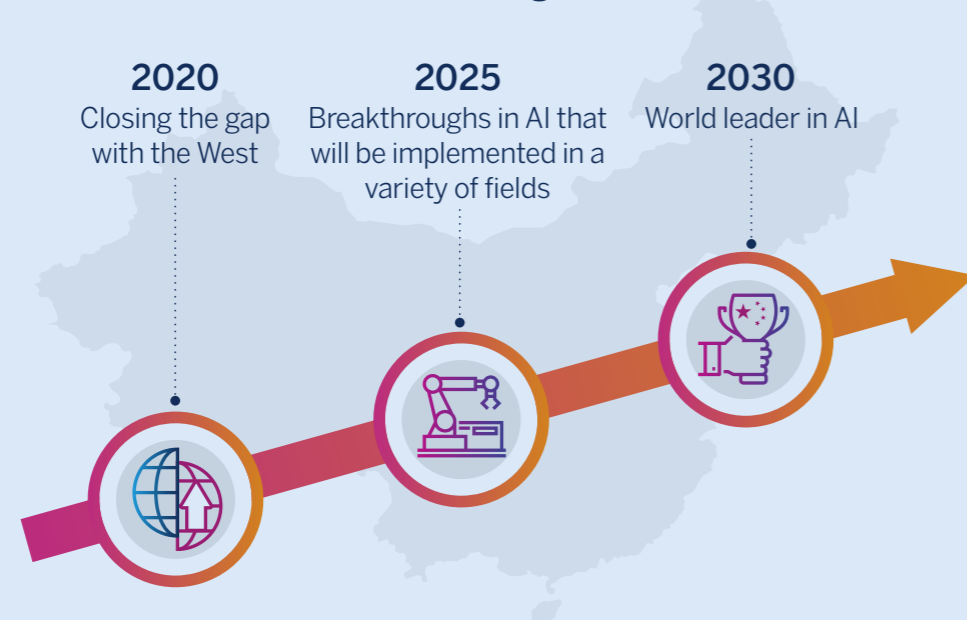 2020
Closing the gap
with the West
2025
Breakthroughs in AI that
will be implemented in a
variety of fields
2030
World leader in AI